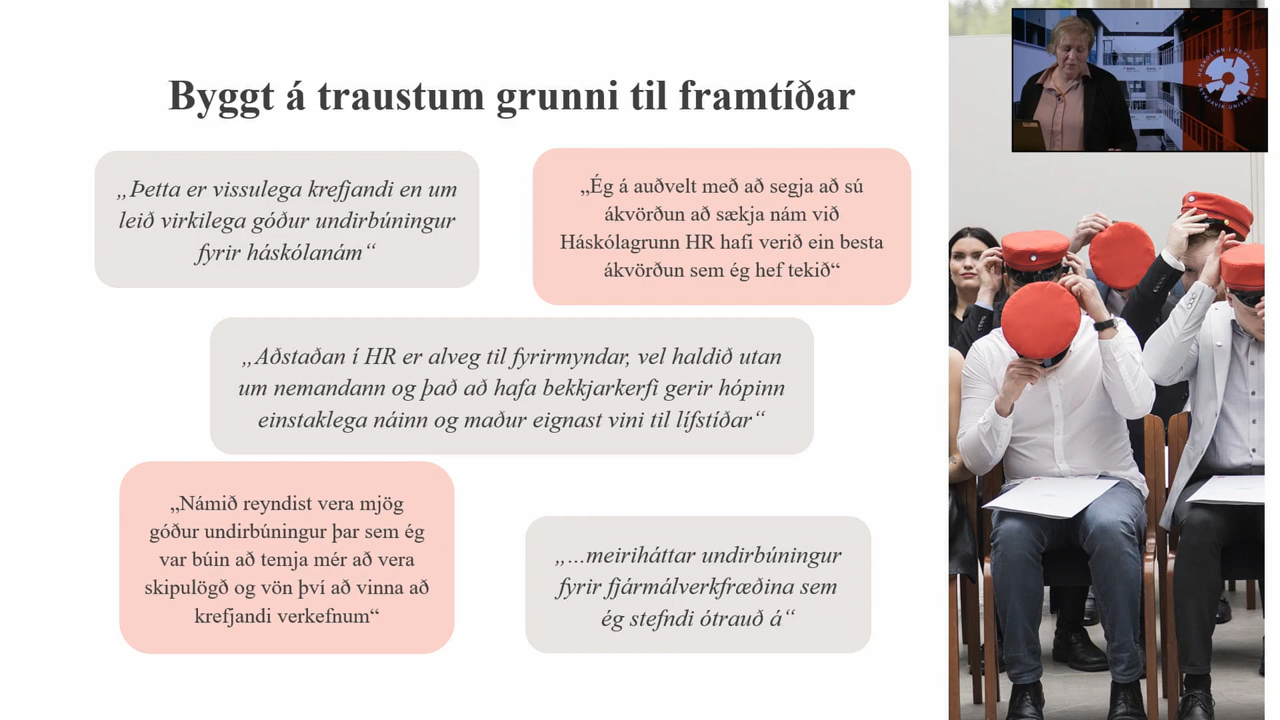 Byggt á traustum grunni til framtíðar
„Þetta er vissulega krefjandi en um
leið virkilega góður undirbúningur
fyrir háskólanám“
„Ég á auðvelt með að segja að sú
ákvörðun að sækja nám við
Háskólagrunn HR hafi verið ein besta
ákvörðun sem ég hef tekið“
„Aðstaðan í HR er alveg til fyrirmyndar, vel haldið utan
um nemandann og það að hafa bekkjarkerfi gerir hópinn
einstaklega náinn og maður eignast vini til lífstíðar“
„Námið reyndist vera mjög
góður undirbúningur þar sem ég
var búin að temja mér að vera
skipulögð og vön því að vinna að
krefjandi verkefnum“
„...meiriháttar undirbúningur
fyrir fjármálverkfræðina sem
ég stefndi ótrauð á“
HÁSKÓLINN Í REYKJAVÍK
REYKJAVIK UNIVERSITY